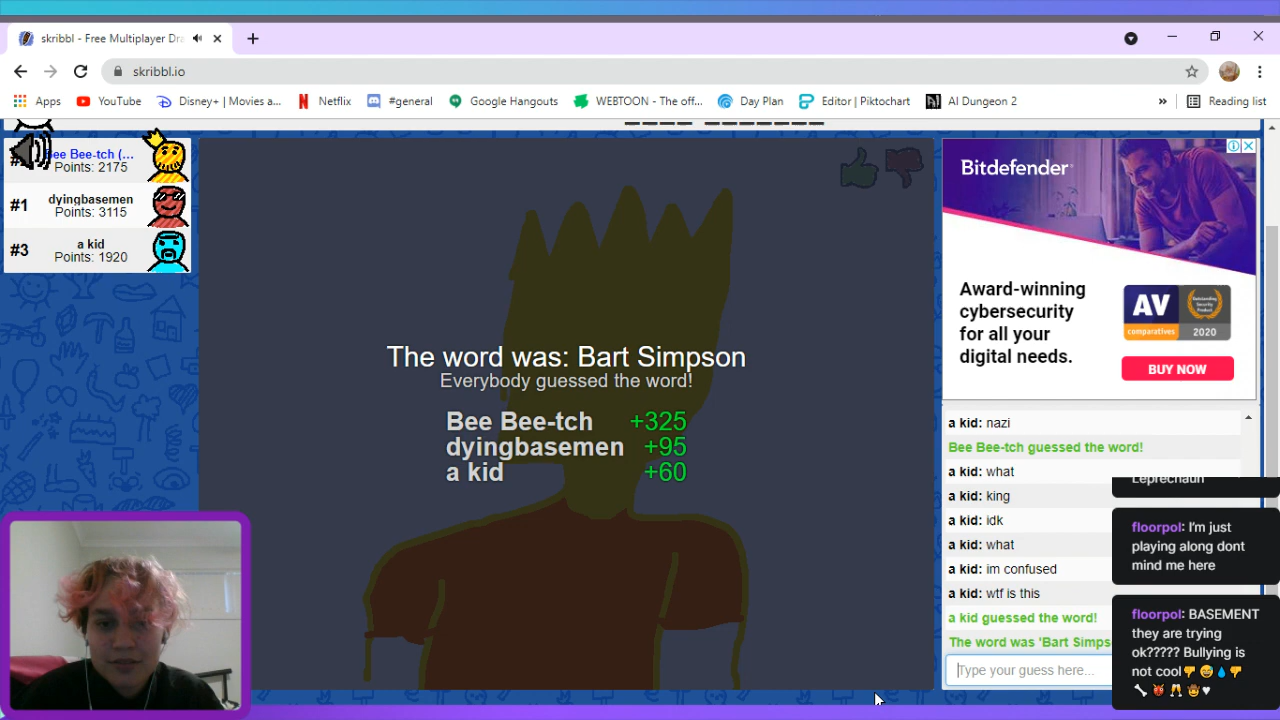 skribbl - Free Multiplayer Dra
skribbl.io
Apps
YouTube
Disney+ | Movies a...
Netflix
#general
Google Hangouts
WEBTOON - The off...
Day Plan
Editor | Piktochart
AI Dungeon 2
»
Reading list
Bee Bee-tch (...
Points: 2175
#1
dyingbasemen
Points: 3115
#3
a kid
Points: 1920
The word was: Bart Simpson
Everybody guessed the word!
Bee Bee-tch +325
dyingbasemen +95
a kid +60
Bitdefender
Award-winning
cybersecurity
for all your
digital needs.
AV
comparatives
2020
BUY NOW
a kid: nazi
Bee Bee-tch guessed the word!
a kid: what
a kid: king
a kid: idk
a kid: what
a kid: im confused
a kid: wtf is this
a kid guessed the word!
The word was 'Bart Simps
Type your guess here...
Leprechaun
floorpol: I'm just
playing along dont
mind me here
floorpol: BASEMENT
they are trying
ok????? Bullying is
not cool👎😅💧👎
🦴👹🥂🤠♥